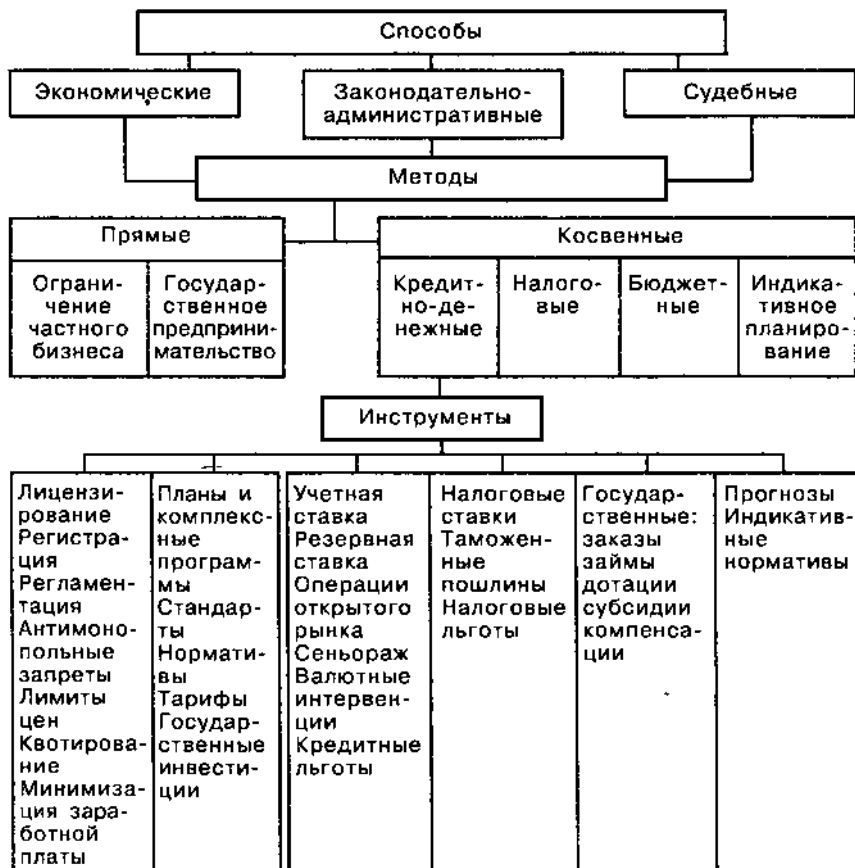 Способы
Экономические
Законодательно-
административные
Судебные
Методы
Прямые
Ограни-
чение
частного
бизнеса
Государ-
ственное
предприни-
мательство
Косвенные
Кредит-
но-де-
нежные
Налого-
вые
Бюджет-
ные
Индика-
тивное
планиро-
вание
Инструменты
Лицензи-
рование
Регистра-
ция
Регламен-
тация
Антимоно-
польные
запреты
Лимиты
цен
Квотирова-
ние
Минимиза-
ция зара-
ботной
платы
Планы и
комплекс-
ные
програм-
мы
Стандар-
ты
Нормати-
вы
Тарифы
Государ-
ственные
инвести-
ции
Учетная
ставка
Резервная
ставка
Операции
открытого
рынка
Сеньораж
Валютные
интервен-
ции
Кредитные
льготы
Налоговые
ставки
Таможен-
ные
пошлины
Налоговые
льготы
Государ-
ственные:
заказы
займы
дотации
субсидии
компенса-
ции
Прогнозы
Индикатив-
ные
нормативы